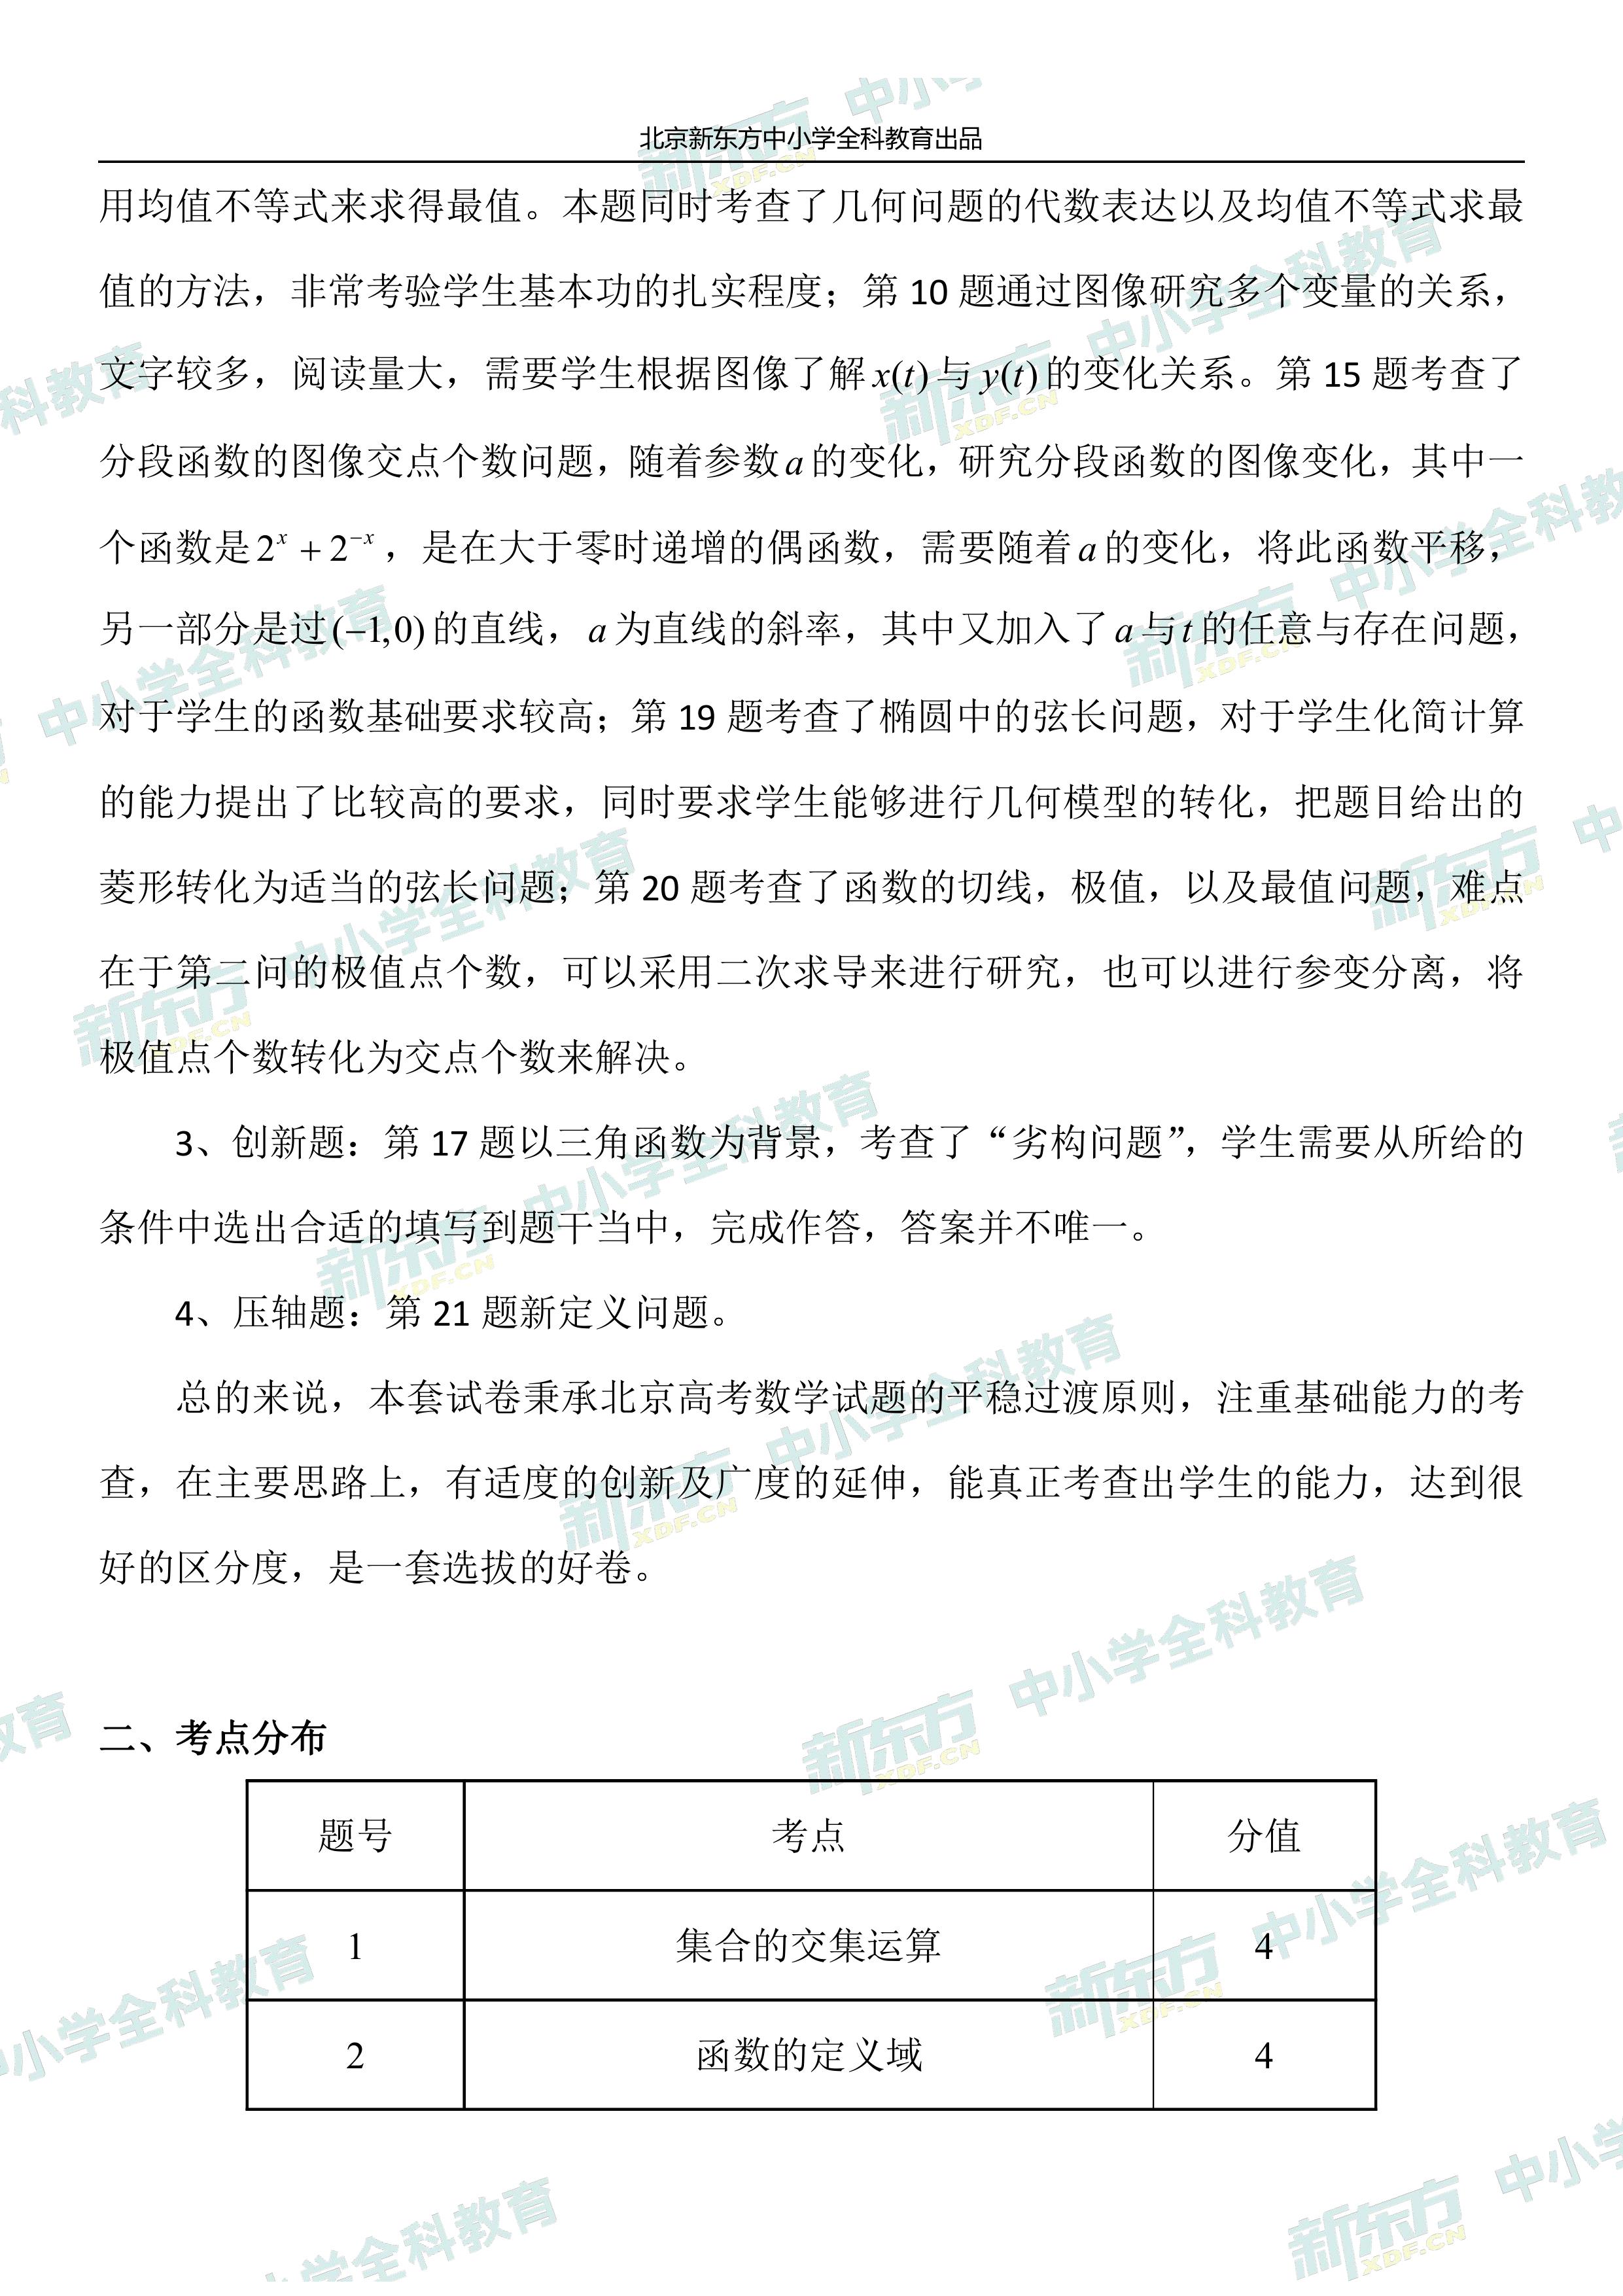 北京新东方中小学全科教育出品
用均值不等式来求得最值。本题同时考查了几何问题的代数表达以及均值不等式求最
值的方法，非常考验学生基本功的扎实程度；第 10 题通过图像研究多个变量的关系，
文字较多，阅读量大，需要学生根据图像了解 x(t) 与 y(t) 的变化关系。第 15 题考查了
分段函数的图像交点个数问题，随着参数 a 的变化，研究分段函数的图像变化，其中一
个函数是 2^x + 2^{-x}，是在大于零时递增的偶函数，需要随着 a 的变化，将此函数平移，
另一部分是过 (−1,0) 的直线，a 为直线的斜率，其中又加入了 a 与 t 的任意与存在问题，
对于学生的函数基础要求较高；第 19 题考查了椭圆中的弦长问题，对于学生化简计算
的能力提出了比较高的要求，同时要求学生能够进行几何模型的转化，把题目给出的
菱形转化为适当的弦长问题；第 20 题考查了函数的切线，极值，以及最值问题，难点
在于第二问的极值点个数，可以采用二次求导来进行研究，也可以进行参变分离，将
极值点个数转化为交点个数来解决。
3、创新题：第 17 题以三角函数为背景，考查了“劣构问题”，学生需要从所给的
条件中选出合适的填写到题干当中，完成作答，答案并不唯一。
4、压轴题：第 21 题新定义问题。
总的来说，本套试卷秉承北京高考数学试题的平稳过渡原则，注重基础能力的考
查，在主要思路上，有适度的创新及广度的延伸，能真正考查出学生的能力，达到很
好的区分度，是一套选拔的好卷。
二、考点分布
题号 考点 分值
1 集合的交集运算 4
2 函数的定义域 4
新东方 XDF.CN 中小学全科教育